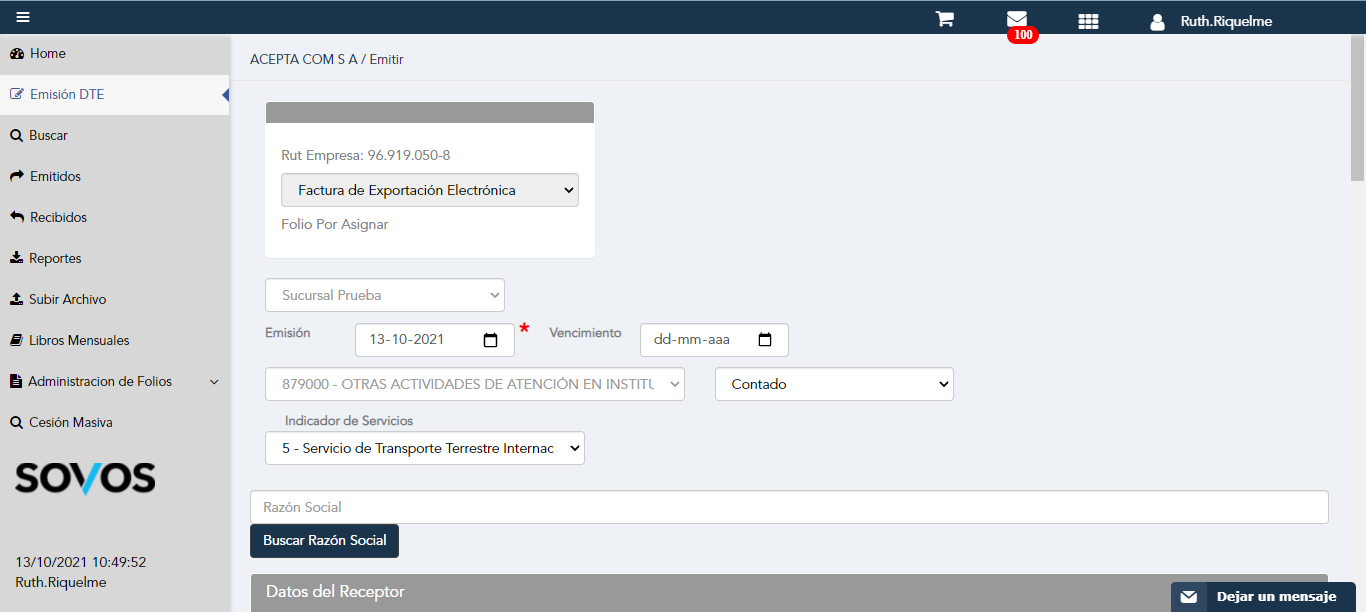 Ruth.Riquelme
100
Home
Emisión DTE
Buscar
Emitidos
Recibidos
Reportes
Subir Archivo
Libros Mensuales
Administracion de Folios
Cesión Masiva
SOVOS
13/10/2021 10:49:52
Ruth.Riquelme
ACEPTA COM S A / Emitir
Rut Empresa: 96.919.050-8
Factura de Exportación Electrónica
Folio Por Asignar
Sucursal Prueba
Emisión 13-10-2021 * Vencimiento dd-mm-aaa
879000 - OTRAS ACTIVIDADES DE ATENCIÓN EN INSTITU Contado
Indicador de Servicios
5 - Servicio de Transporte Terrestre Internac
Razón Social
Buscar Razón Social
Datos del Receptor
Dejar un mensaje